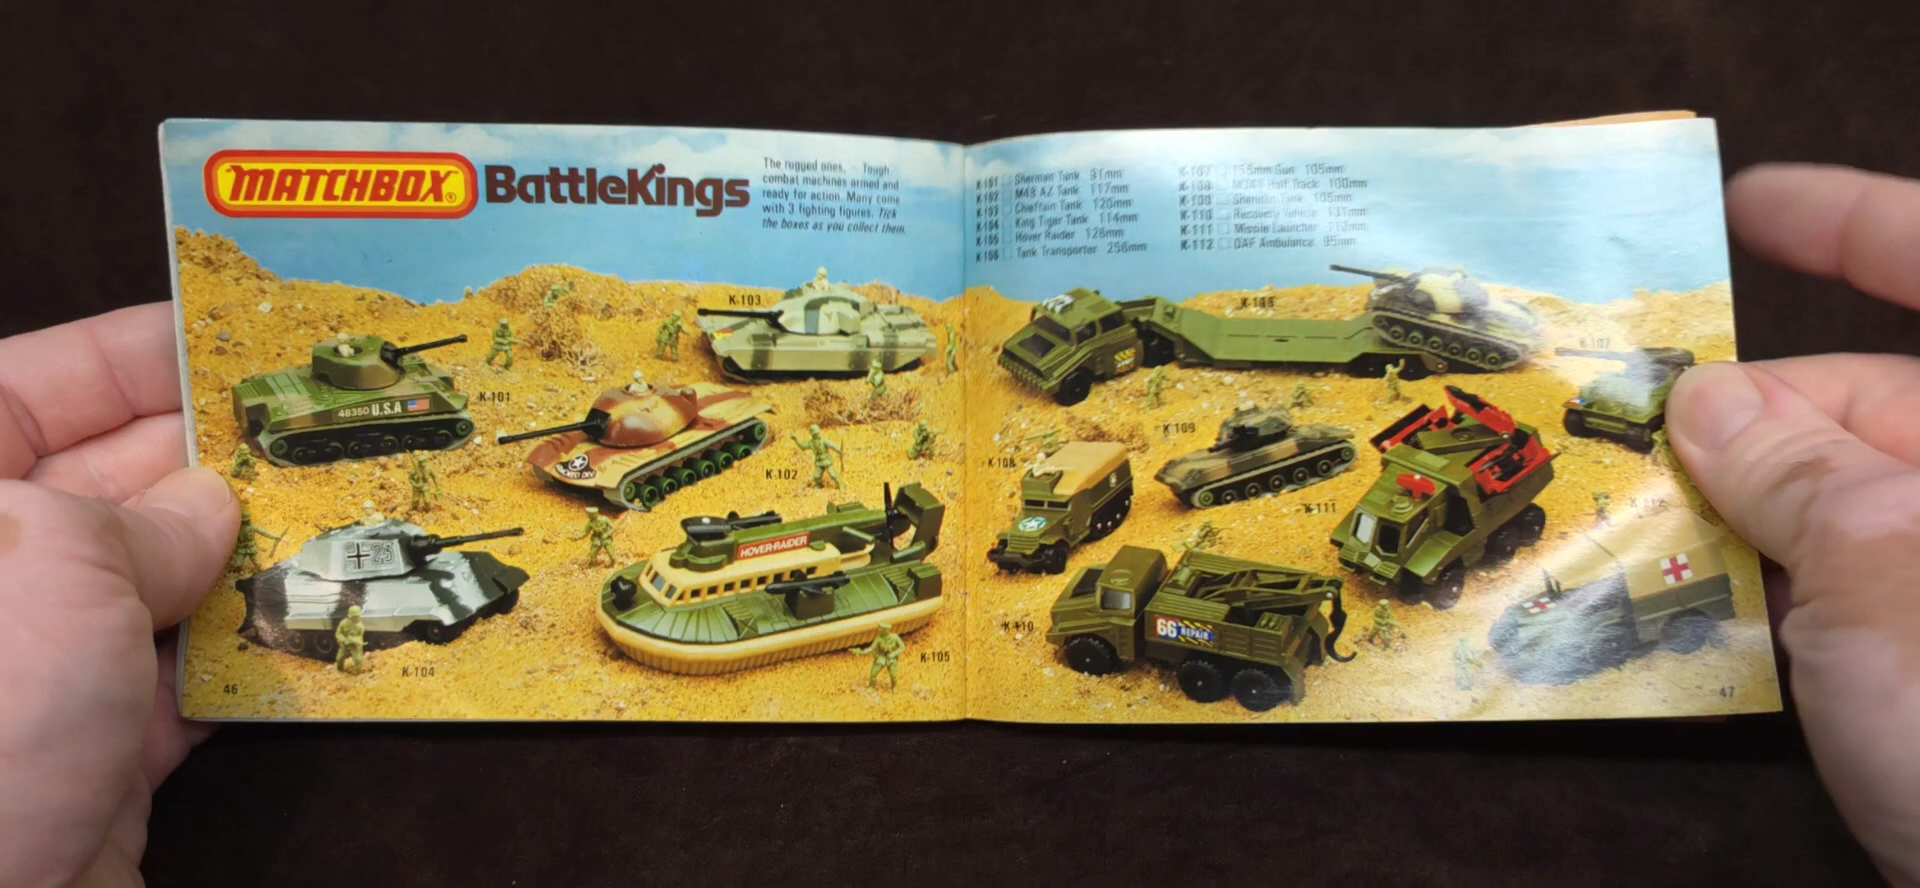 "MATCHBOX"® BattleKings
The rugged ones. Tough
combat machines armed and
ready for action. Many come
with 3 fighting figures. Tick
the boxes as you collect them.
K-101 Sherman Tank 91mm
K-102 M48 A2 Tank 117mm
K-103 Chieftain Tank 120mm
K-104 King Tiger Tank 114mm
K-105 Hover Raider 128mm
K-106 Tank Transporter 256mm
K-107 155mm Gun 105mm
K-108 Half Track 100mm
K-109 Sheridan Tank 105mm
K-110 Recovery Vehicle 131mm
K-111 Missile Launcher 112mm
K-112 DAF Ambulance 95mm
K-103
K-101
48350 U.S.A
K-102
23
HOVER-RAIDER
K-104
K-105
46
K-107
K-109
K-108
K-111
K-112
K-110
66 REPAIR
47